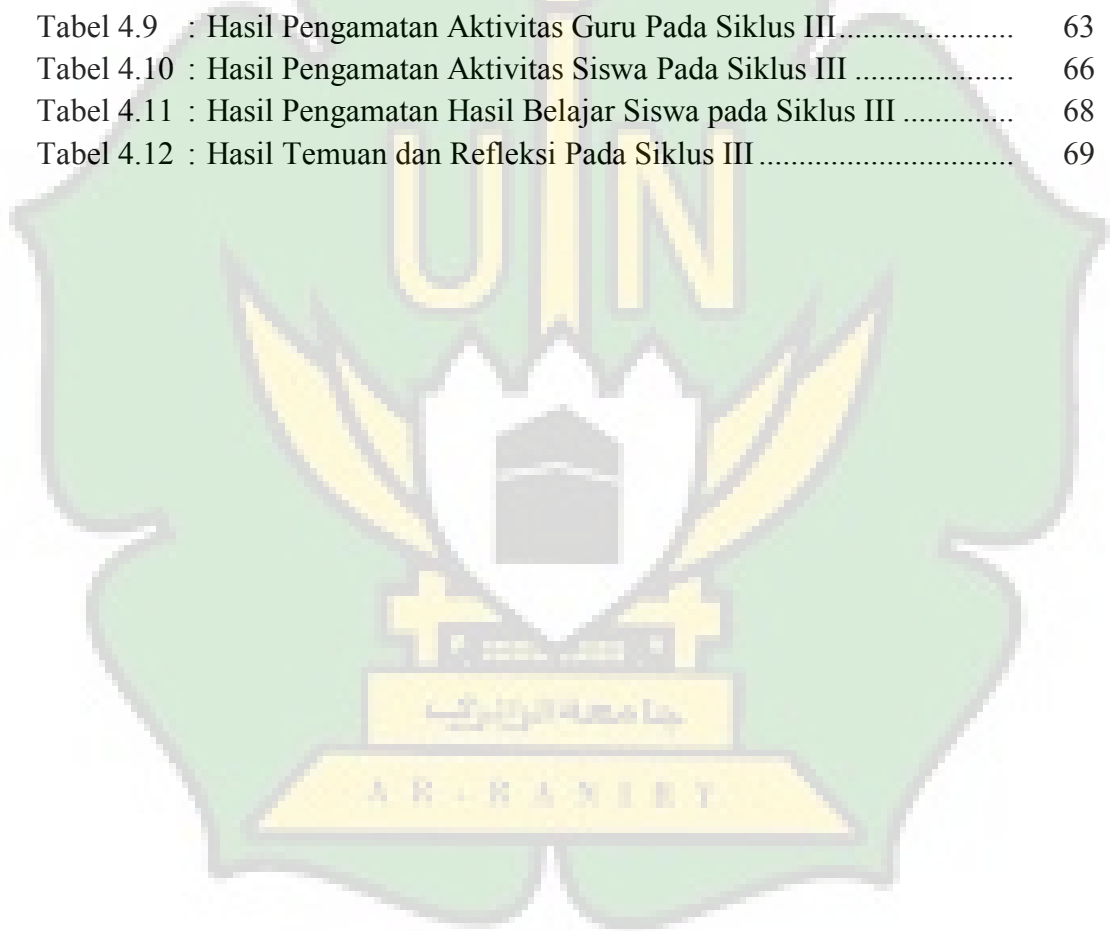 Tabel 4.9 : Hasil Pengamatan Aktivitas Guru Pada Siklus III...................... 63
Tabel 4.10 : Hasil Pengamatan Aktivitas Siswa Pada Siklus III .................... 66
Tabel 4.11 : Hasil Pengamatan Hasil Belajar Siswa pada Siklus III .............. 68
Tabel 4.12 : Hasil Temuan dan Refleksi Pada Siklus III................................ 69
U I N
جامعة الرانيري
A R - R A N I R Y